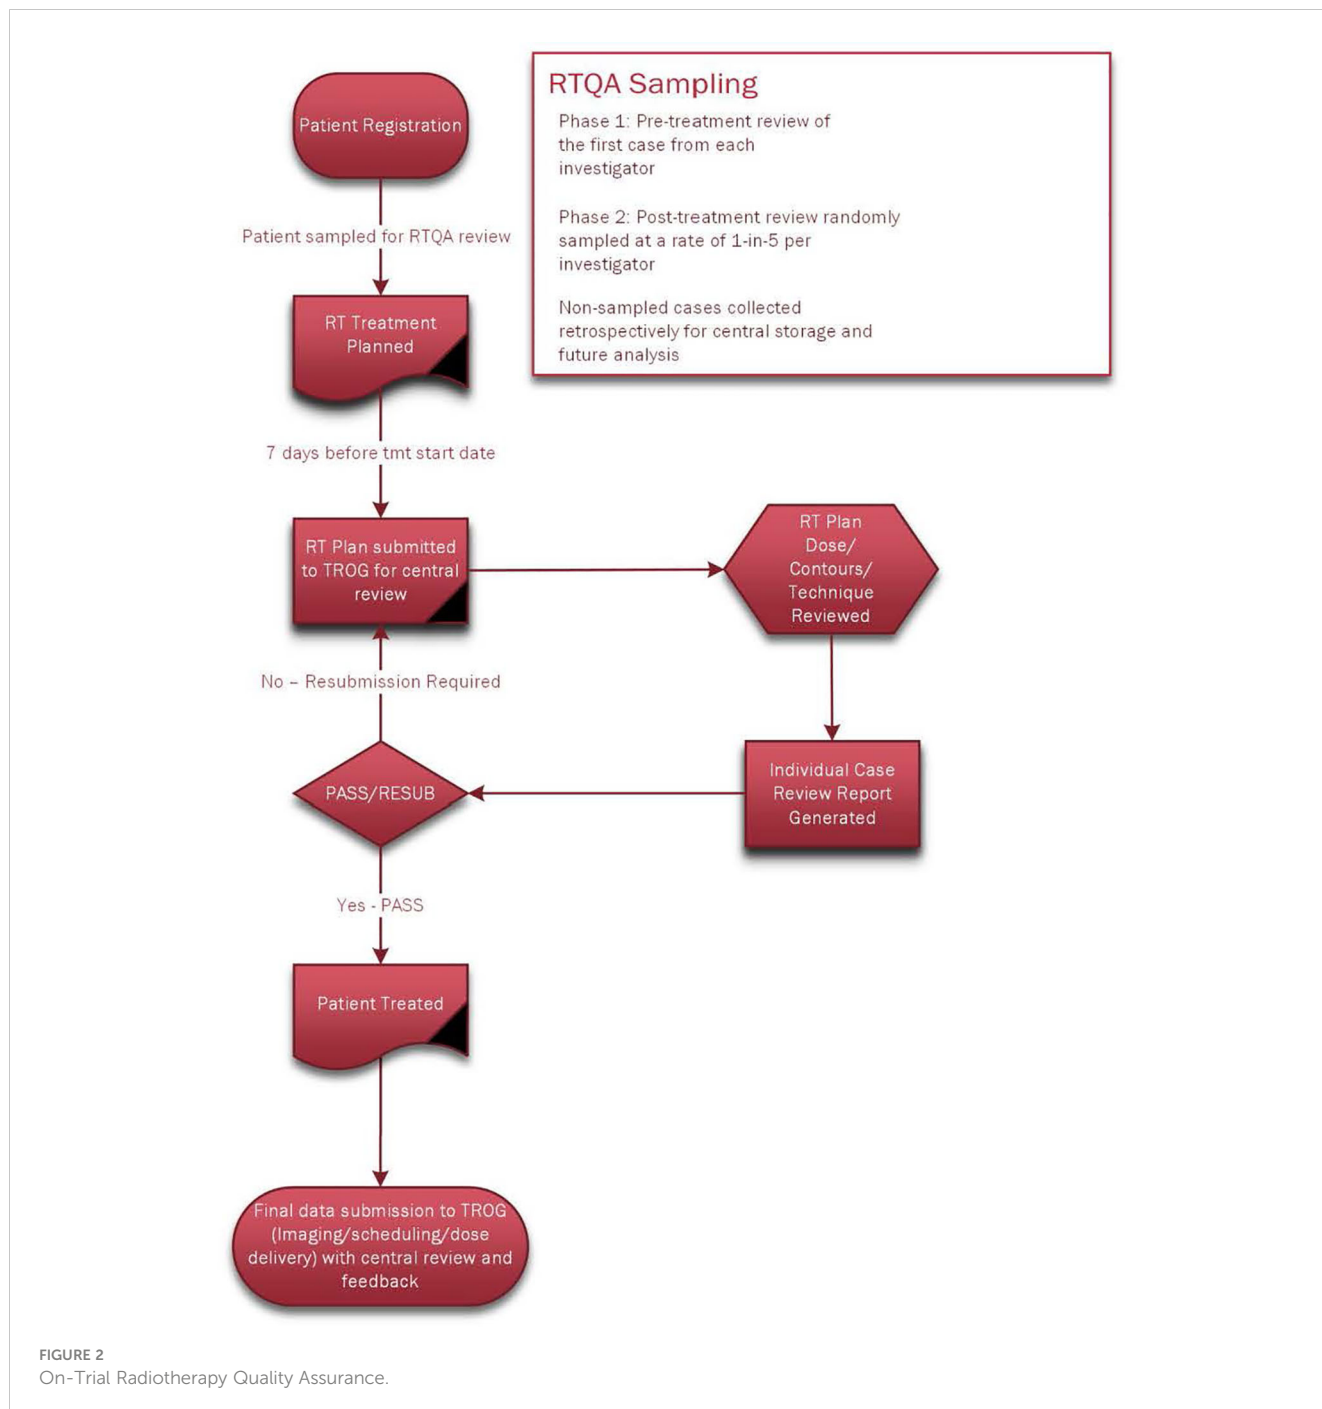 Patient Registration
Patient sampled for RTQA review
RT Treatment
Planned
7 days before tmt start date
RT Plan submitted
to TROG for central
review
RT Plan
Dose/
Contours/
Technique
Reviewed
Individual Case
Review Report
Generated
No – Resubmission Required
PASS/RESUB
Yes - PASS
Patient Treated
Final data submission to TROG
(Imaging/scheduling/dose
delivery) with central review and
feedback
RTQA Sampling
Phase 1: Pre-treatment review of
the first case from each
investigator
Phase 2: Post-treatment review randomly
sampled at a rate of 1-in-5 per
investigator
Non-sampled cases collected
retrospectively for central storage and
future analysis
FIGURE 2
On-Trial Radiotherapy Quality Assurance.